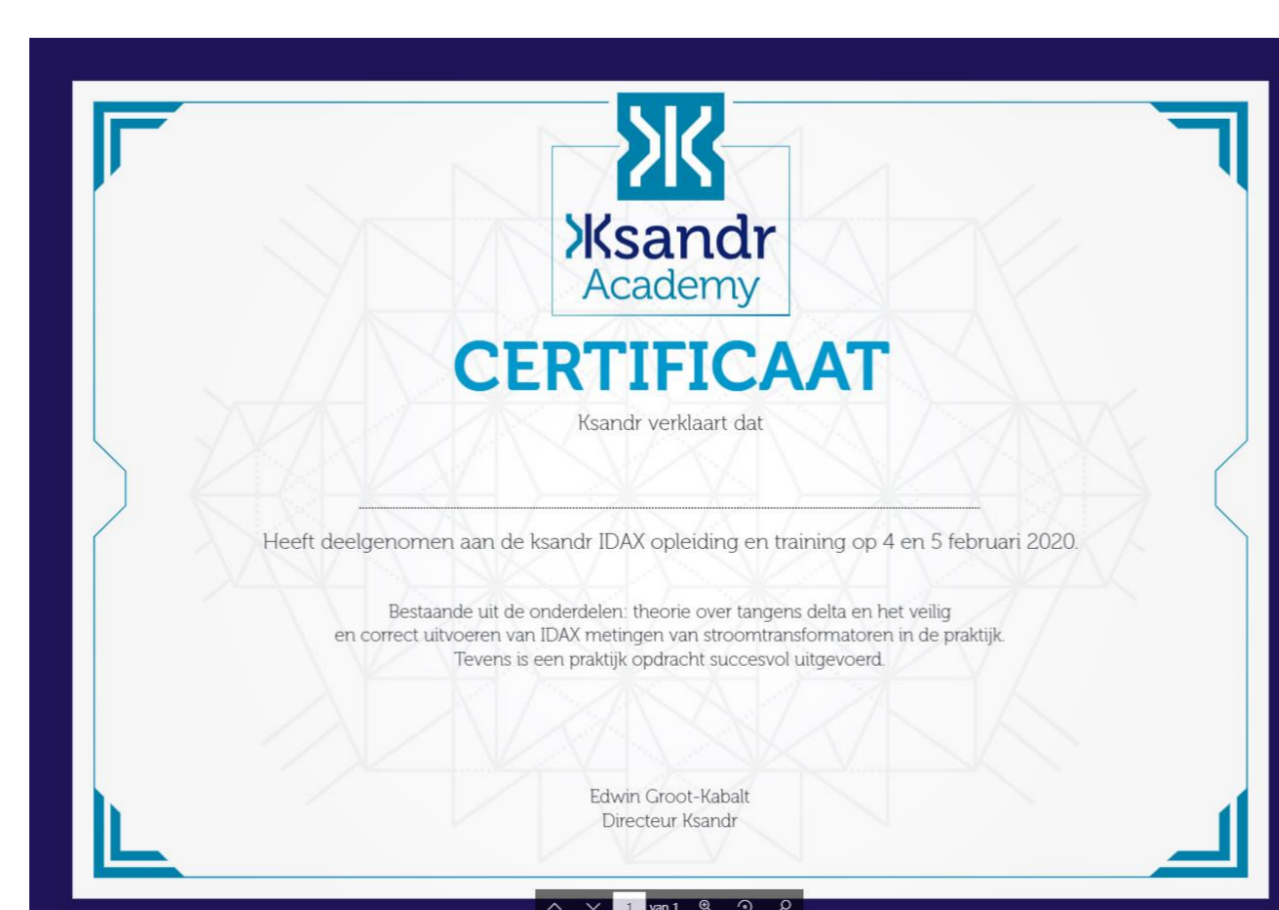 Ksandr
Academy
CERTIFICAAT
Ksandr verklaart dat
Heeft deelgenomen aan de ksandr IDAX opleiding en training op 4 en 5 februari 2020.
Bestaande uit de onderdelen: theorie over tangens delta en het veilig
en correct uitvoeren van IDAX metingen van stroomtransformatoren in de praktijk.
Tevens is een praktijk opdracht succesvol uitgevoerd.
Edwin Groot-Kabalt
Directeur Ksandr
1 van 1